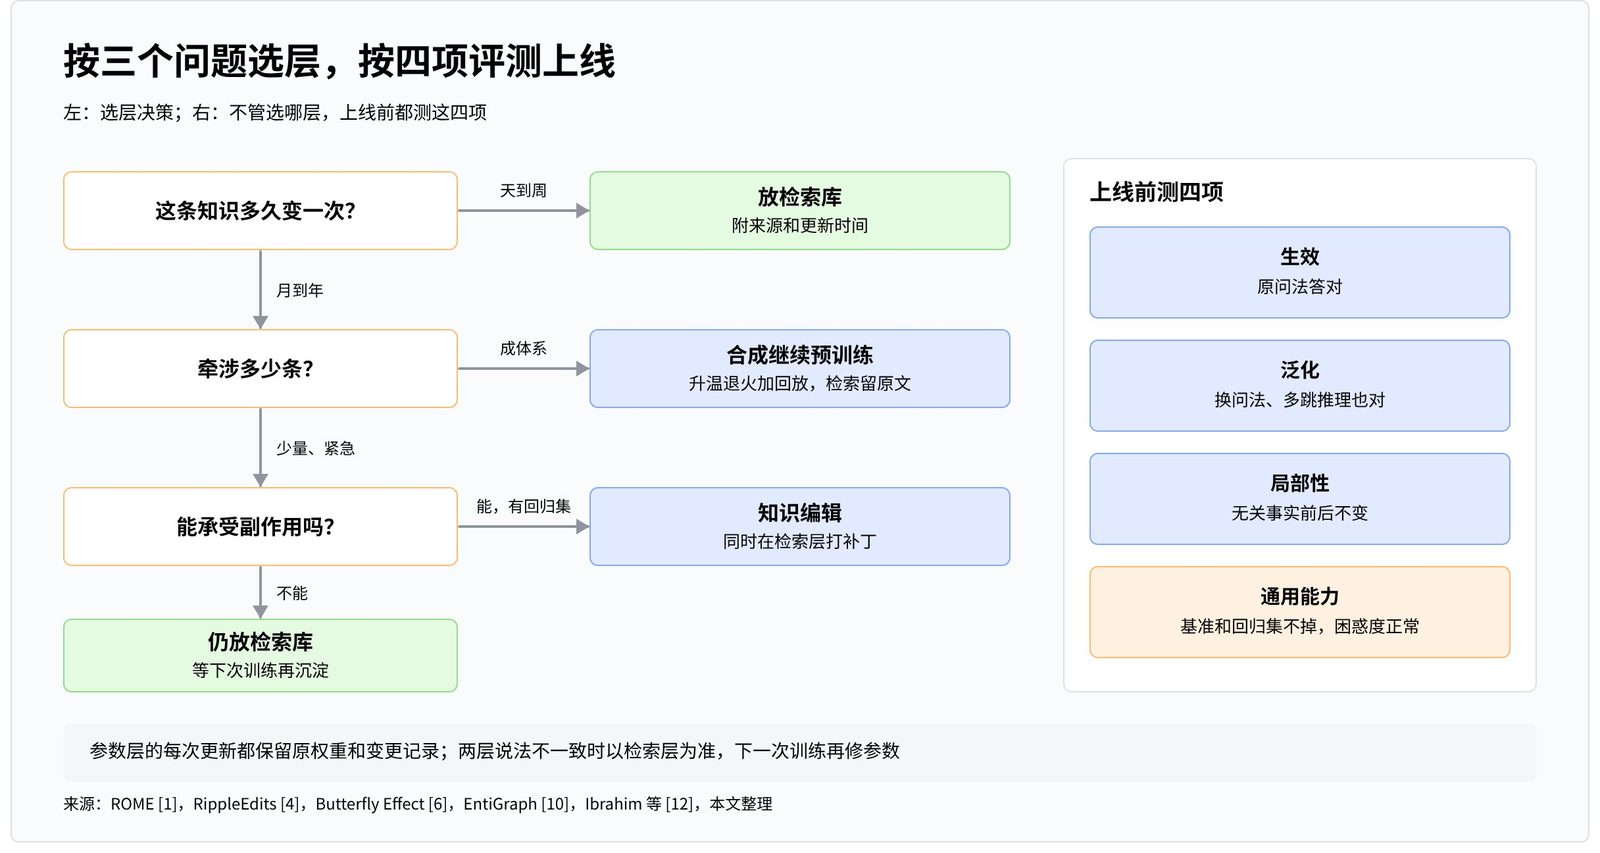 按三个问题选层，按四项评测上线
左：选层决策；右：不管选哪层，上线前都测这四项
这条知识多久变一次？
天到周
放检索库
附来源和更新时间
月到年
牵涉多少条？
成体系
合成继续预训练
升温退火加回放，检索留原文
少量、紧急
能承受副作用吗？
能，有回归集
知识编辑
同时在检索层打补丁
不能
仍放检索库
等下次训练再沉淀
上线前测四项
生效
原问法答对
泛化
换问法、多跳推理也对
局部性
无关事实前后不变
通用能力
基准和回归集不掉，困惑度正常
参数层的每次更新都保留原权重和变更记录；两层说法不一致时以检索层为准，下一次训练再修参数
来源：ROME [1]，RippleEdits [4]，Butterfly Effect [6]，EntiGraph [10]，Ibrahim 等 [12]，本文整理